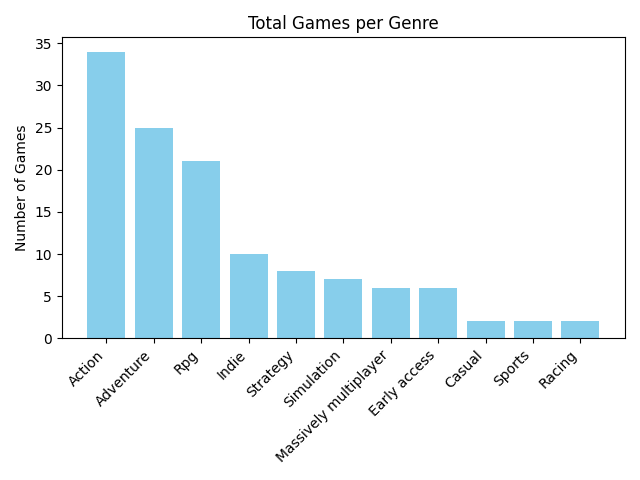 Total Games per Genre
Number of Games
35
30
25
20
15
10
5
0
Action
Adventure
Rpg
Indie
Strategy
Simulation
Massively multiplayer
Early access
Casual
Sports
Racing